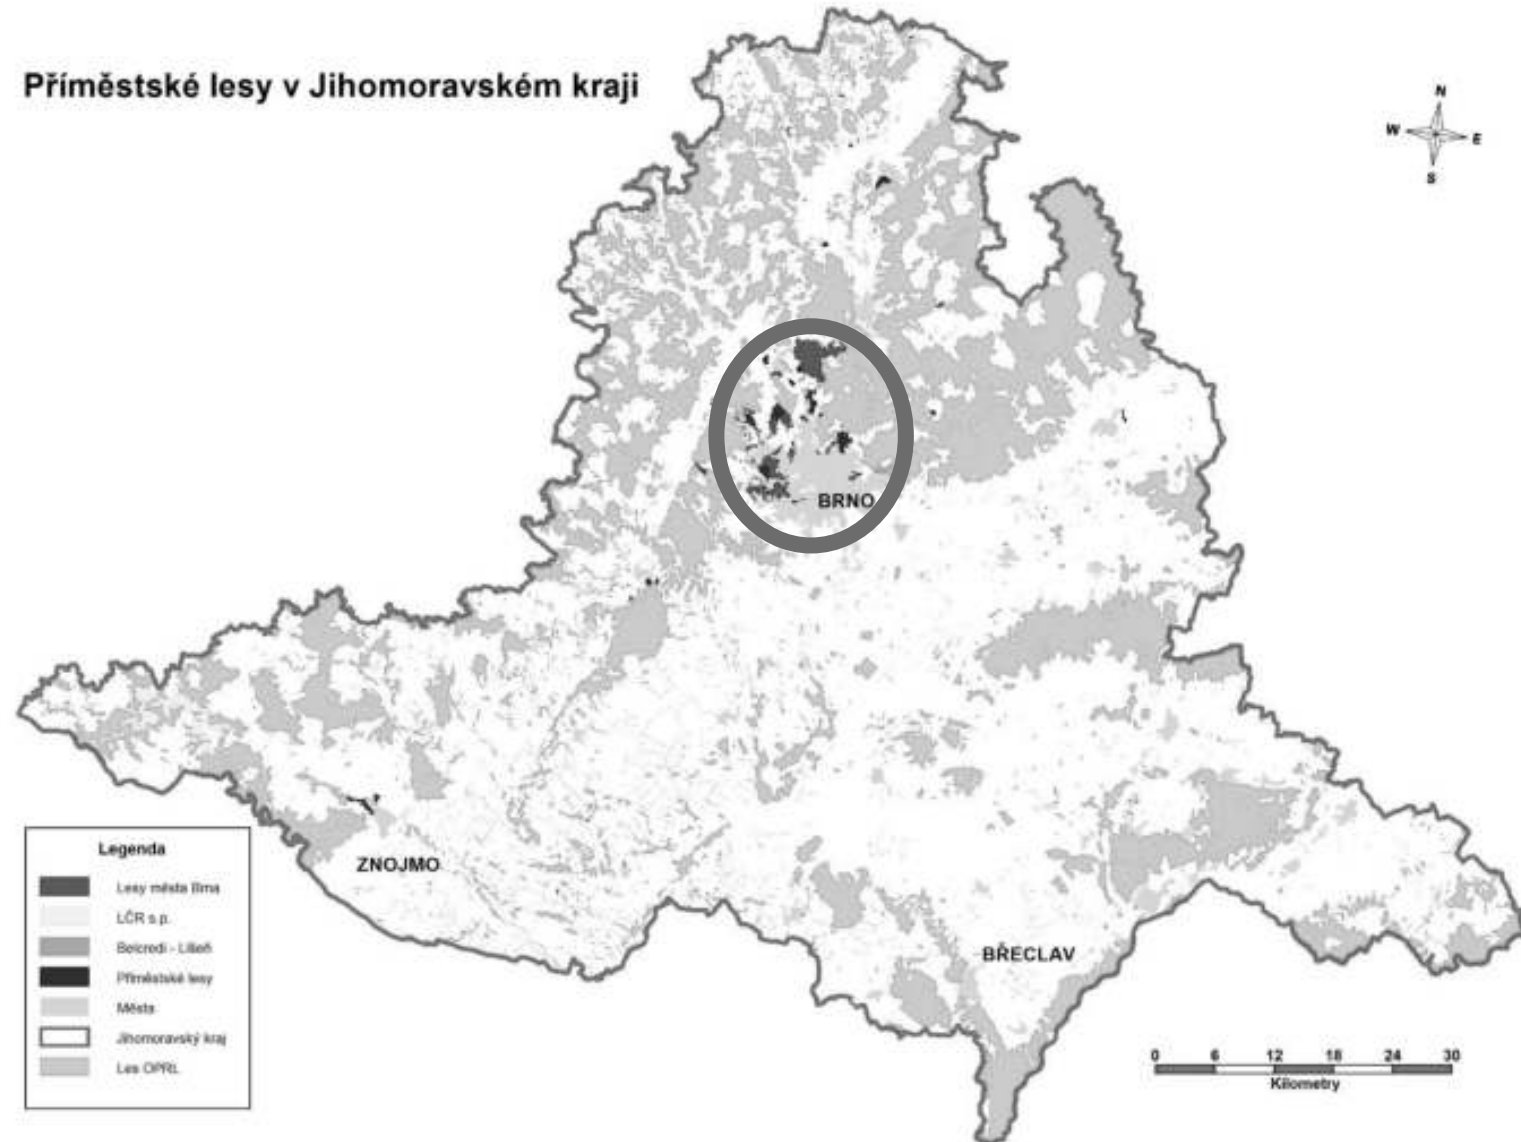 Příměstské lesy v Jihomoravském kraji
N
W E
S
BRNO
ZNOJMO
BŘECLAV
Legenda
Lesy města Brna
LČR s.p.
Belcredi - Líšeň
Příměstské lesy
Města
Jihomoravský kraj
Les OPRL
0 6 12 18 24 30
Kilometry